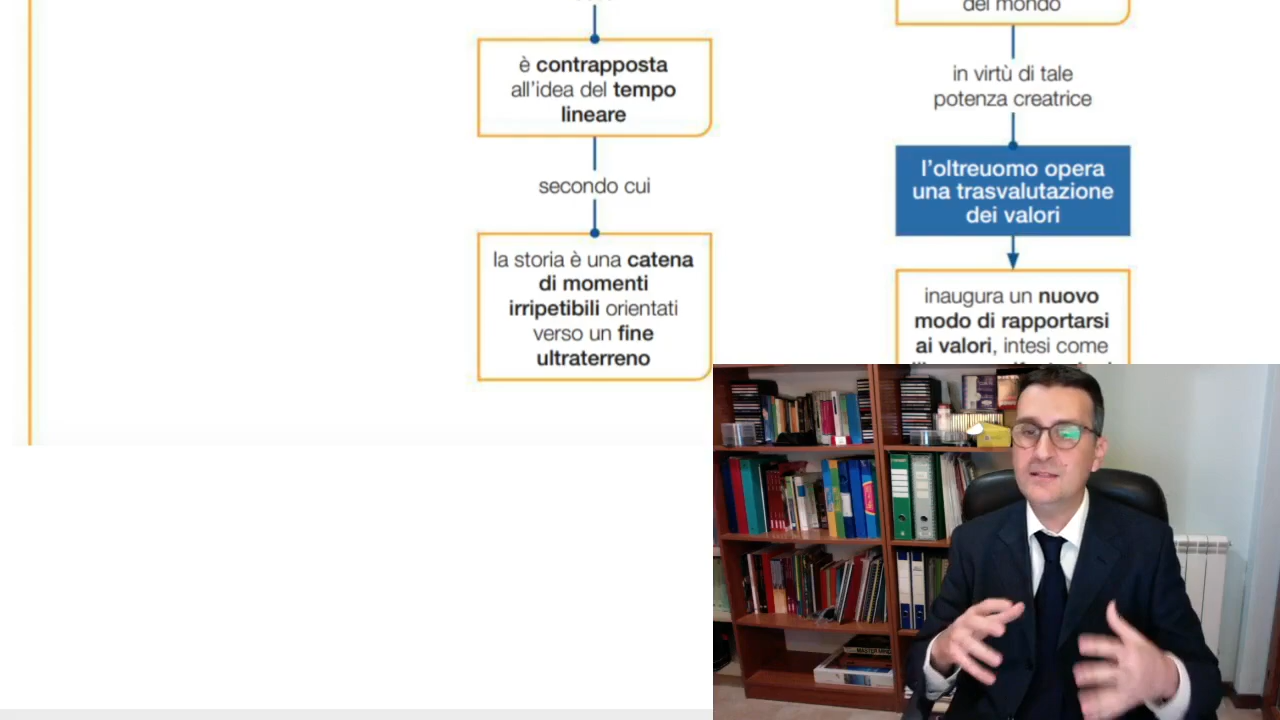 è contrapposta
all'idea del tempo
lineare
secondo cui
la storia è una catena
di momenti
irripetibili orientati
verso un fine
ultraterreno
del mondo
in virtù di tale
potenza creatrice
l'oltreuomo opera
una trasvalutazione
dei valori
inaugura un nuovo
modo di rapportarsi
ai valori, intesi come